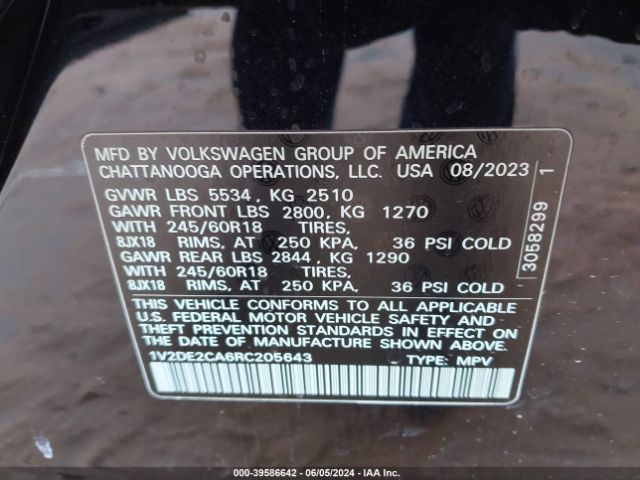 MFD BY VOLKSWAGEN GROUP OF AMERICA
CHATTANOOGA OPERATIONS, LLC. USA 08/2023
GVWR LBS 5534, KG 2510
GAWR FRONT LBS 2800, KG 1270
WITH 245/60R18 TIRES,
8JX18 RIMS, AT 250 KPA, 36 PSI COLD
GAWR REAR LBS 2844, KG 1290
WITH 245/60R18 TIRES,
8JX18 RIMS, AT 250 KPA, 36 PSI COLD
THIS VEHICLE CONFORMS TO ALL APPLICABLE
U.S. FEDERAL MOTOR VEHICLE SAFETY AND
THEFT PREVENTION STANDARDS IN EFFECT ON
THE DATE OF MANUFACTURE SHOWN ABOVE.
1V2DE2CA6RC205643 TYPE: MPV
3058299 1
000-39586642 / 06/05/2024 - IAA Inc.